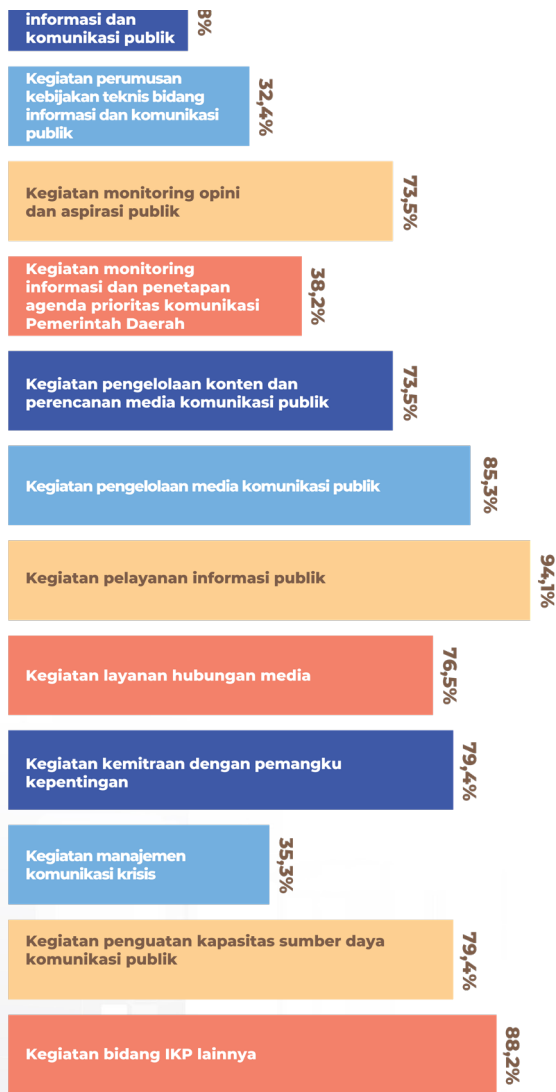 informasi dan
komunikasi publik
8%
Kegiatan perumusan
kebijakan teknis bidang
informasi dan komunikasi
publik
32,4%
Kegiatan monitoring opini
dan aspirasi publik
73,5%
Kegiatan monitoring
informasi dan penetapan
agenda prioritas komunikasi
Pemerintah Daerah
38,2%
Kegiatan pengelolaan konten dan
perencanan media komunikasi publik
73,5%
Kegiatan pengelolaan media komunikasi publik
85,3%
Kegiatan pelayanan informasi publik
94,1%
Kegiatan layanan hubungan media
76,5%
Kegiatan kemitraan dengan pemangku
kepentingan
79,4%
Kegiatan manajemen
komunikasi krisis
35,3%
Kegiatan penguatan kapasitas sumber daya
komunikasi publik
79,4%
Kegiatan bidang IKP lainnya
88,2%